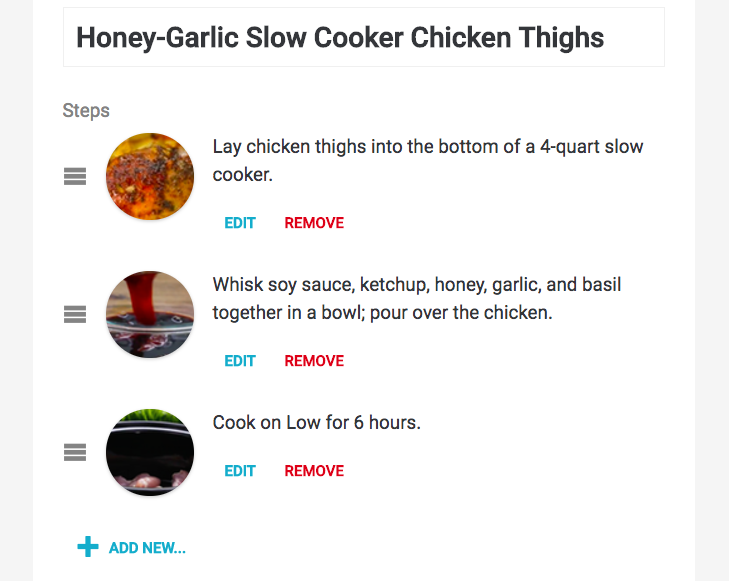 Honey-Garlic Slow Cooker Chicken Thighs
Steps
Lay chicken thighs into the bottom of a 4-quart slow
cooker.
EDIT REMOVE
Whisk soy sauce, ketchup, honey, garlic, and basil
together in a bowl; pour over the chicken.
EDIT REMOVE
Cook on Low for 6 hours.
EDIT REMOVE
ADD NEW...